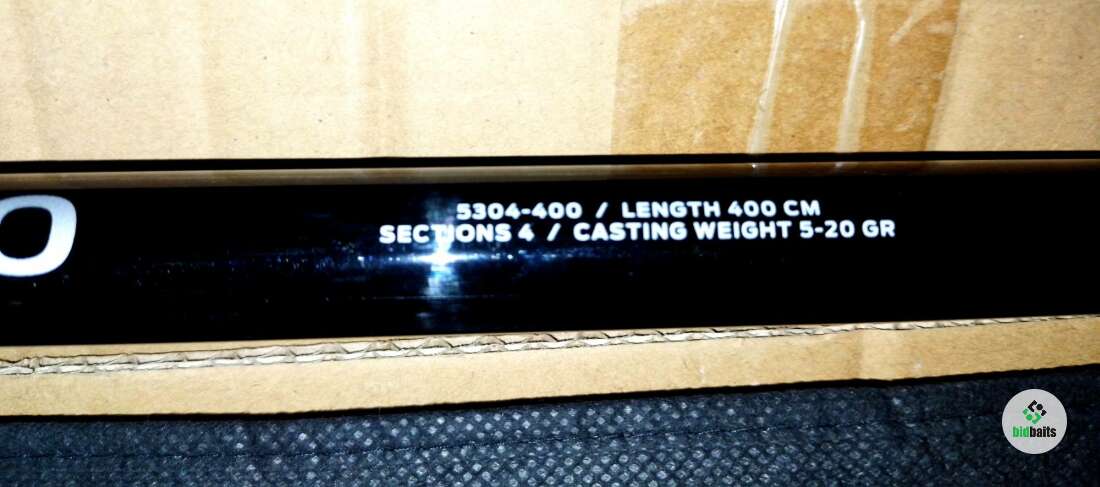 O
5304-400 / LENGTH 400 CM
SECTIONS 4 / CASTING WEIGHT 5-20 GR
bidbaits